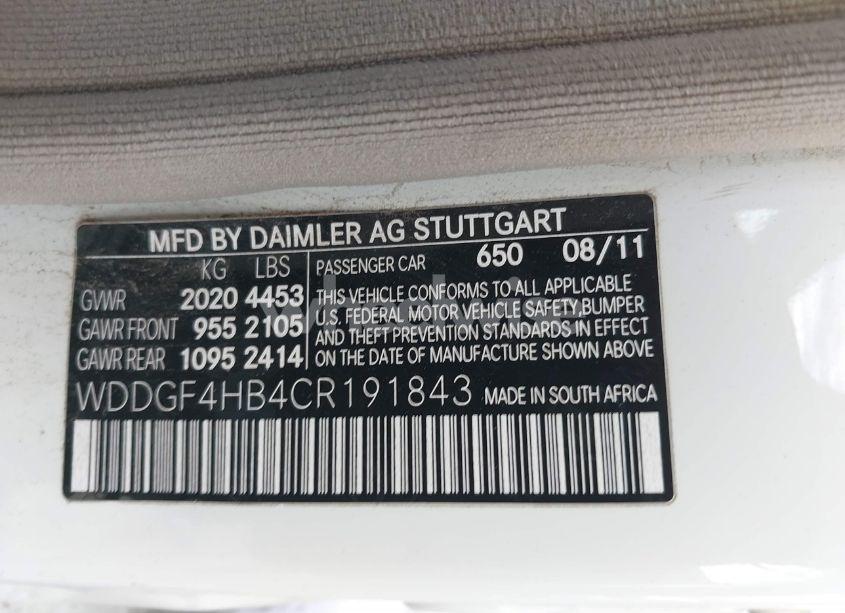 MFD BY DAIMLER AG STUTTGART
KG LBS PASSENGER CAR 650 08/11
GVWR 2020 4453
GAWR FRONT 955 2105
GAWR REAR 1095 2414
THIS VEHICLE CONFORMS TO ALL APPLICABLE
U.S. FEDERAL MOTOR VEHICLE SAFETY,BUMPER
AND THEFT PREVENTION STANDARDS IN EFFECT
ON THE DATE OF MANUFACTURE SHOWN ABOVE
WDDGF4HB4CR191843 MADE IN SOUTH AFRICA